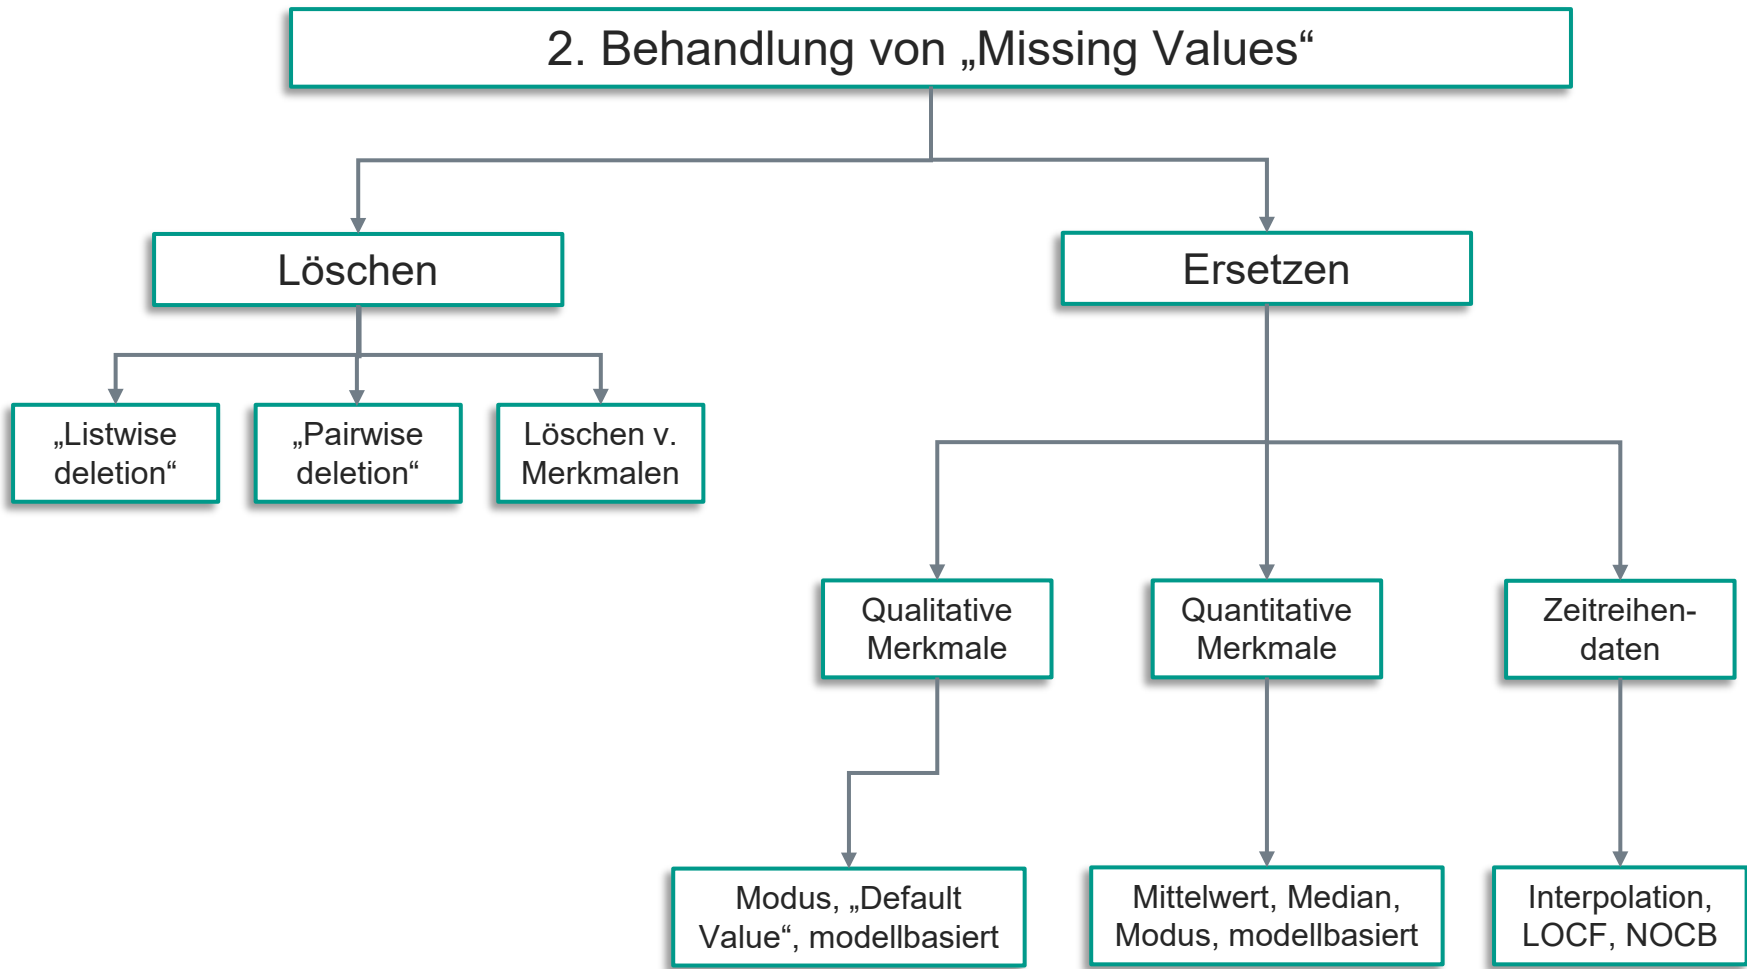 2. Behandlung von „Missing Values“
Löschen
Ersetzen
„Listwise
deletion“
„Pairwise
deletion“
Löschen v.
Merkmalen
Qualitative
Merkmale
Quantitative
Merkmale
Zeitreihen-
daten
Modus, „Default
Value“, modellbasiert
Mittelwert, Median,
Modus, modellbasiert
Interpolation,
LOCF, NOCB